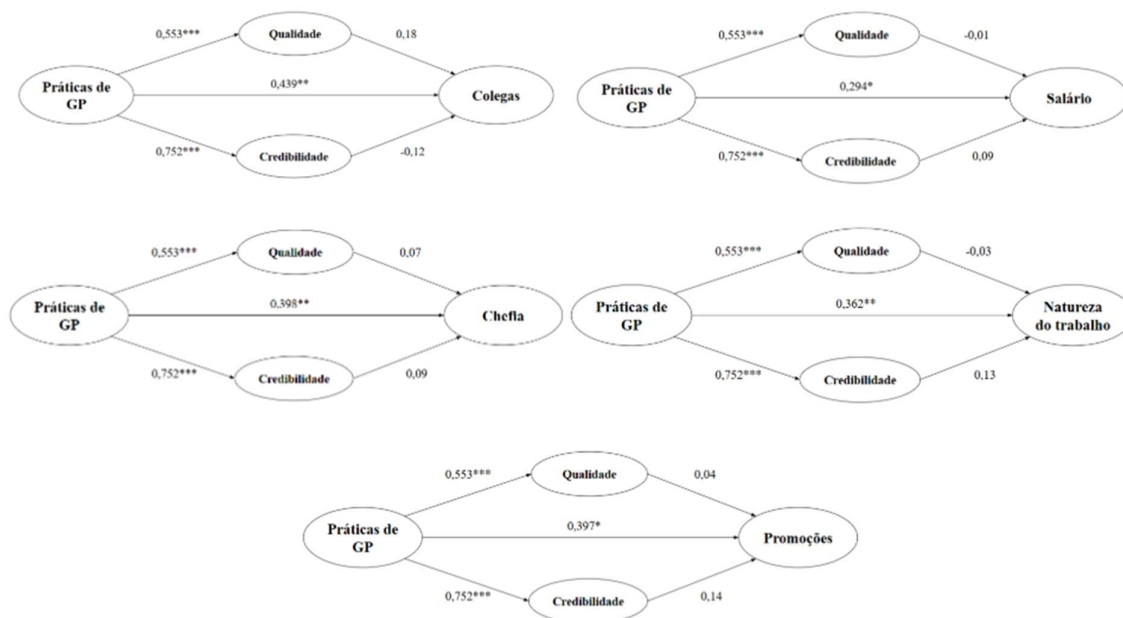 0,553***
Qualidade
0,18
Práticas de
GP
0,439**
Colegas
0,752***
Credibilidade
-0,12
0,553***
Qualidade
-0,01
Práticas de
GP
0,294*
Salário
0,752***
Credibilidade
0,09
0,553***
Qualidade
0,07
Práticas de
GP
0,398**
Chefia
0,752***
Credibilidade
0,09
0,553***
Qualidade
-0,03
Práticas de
GP
0,362**
Natureza
do trabalho
0,752***
Credibilidade
0,13
0,553***
Qualidade
0,04
Práticas de
GP
0,397*
Promoções
0,752***
Credibilidade
0,14